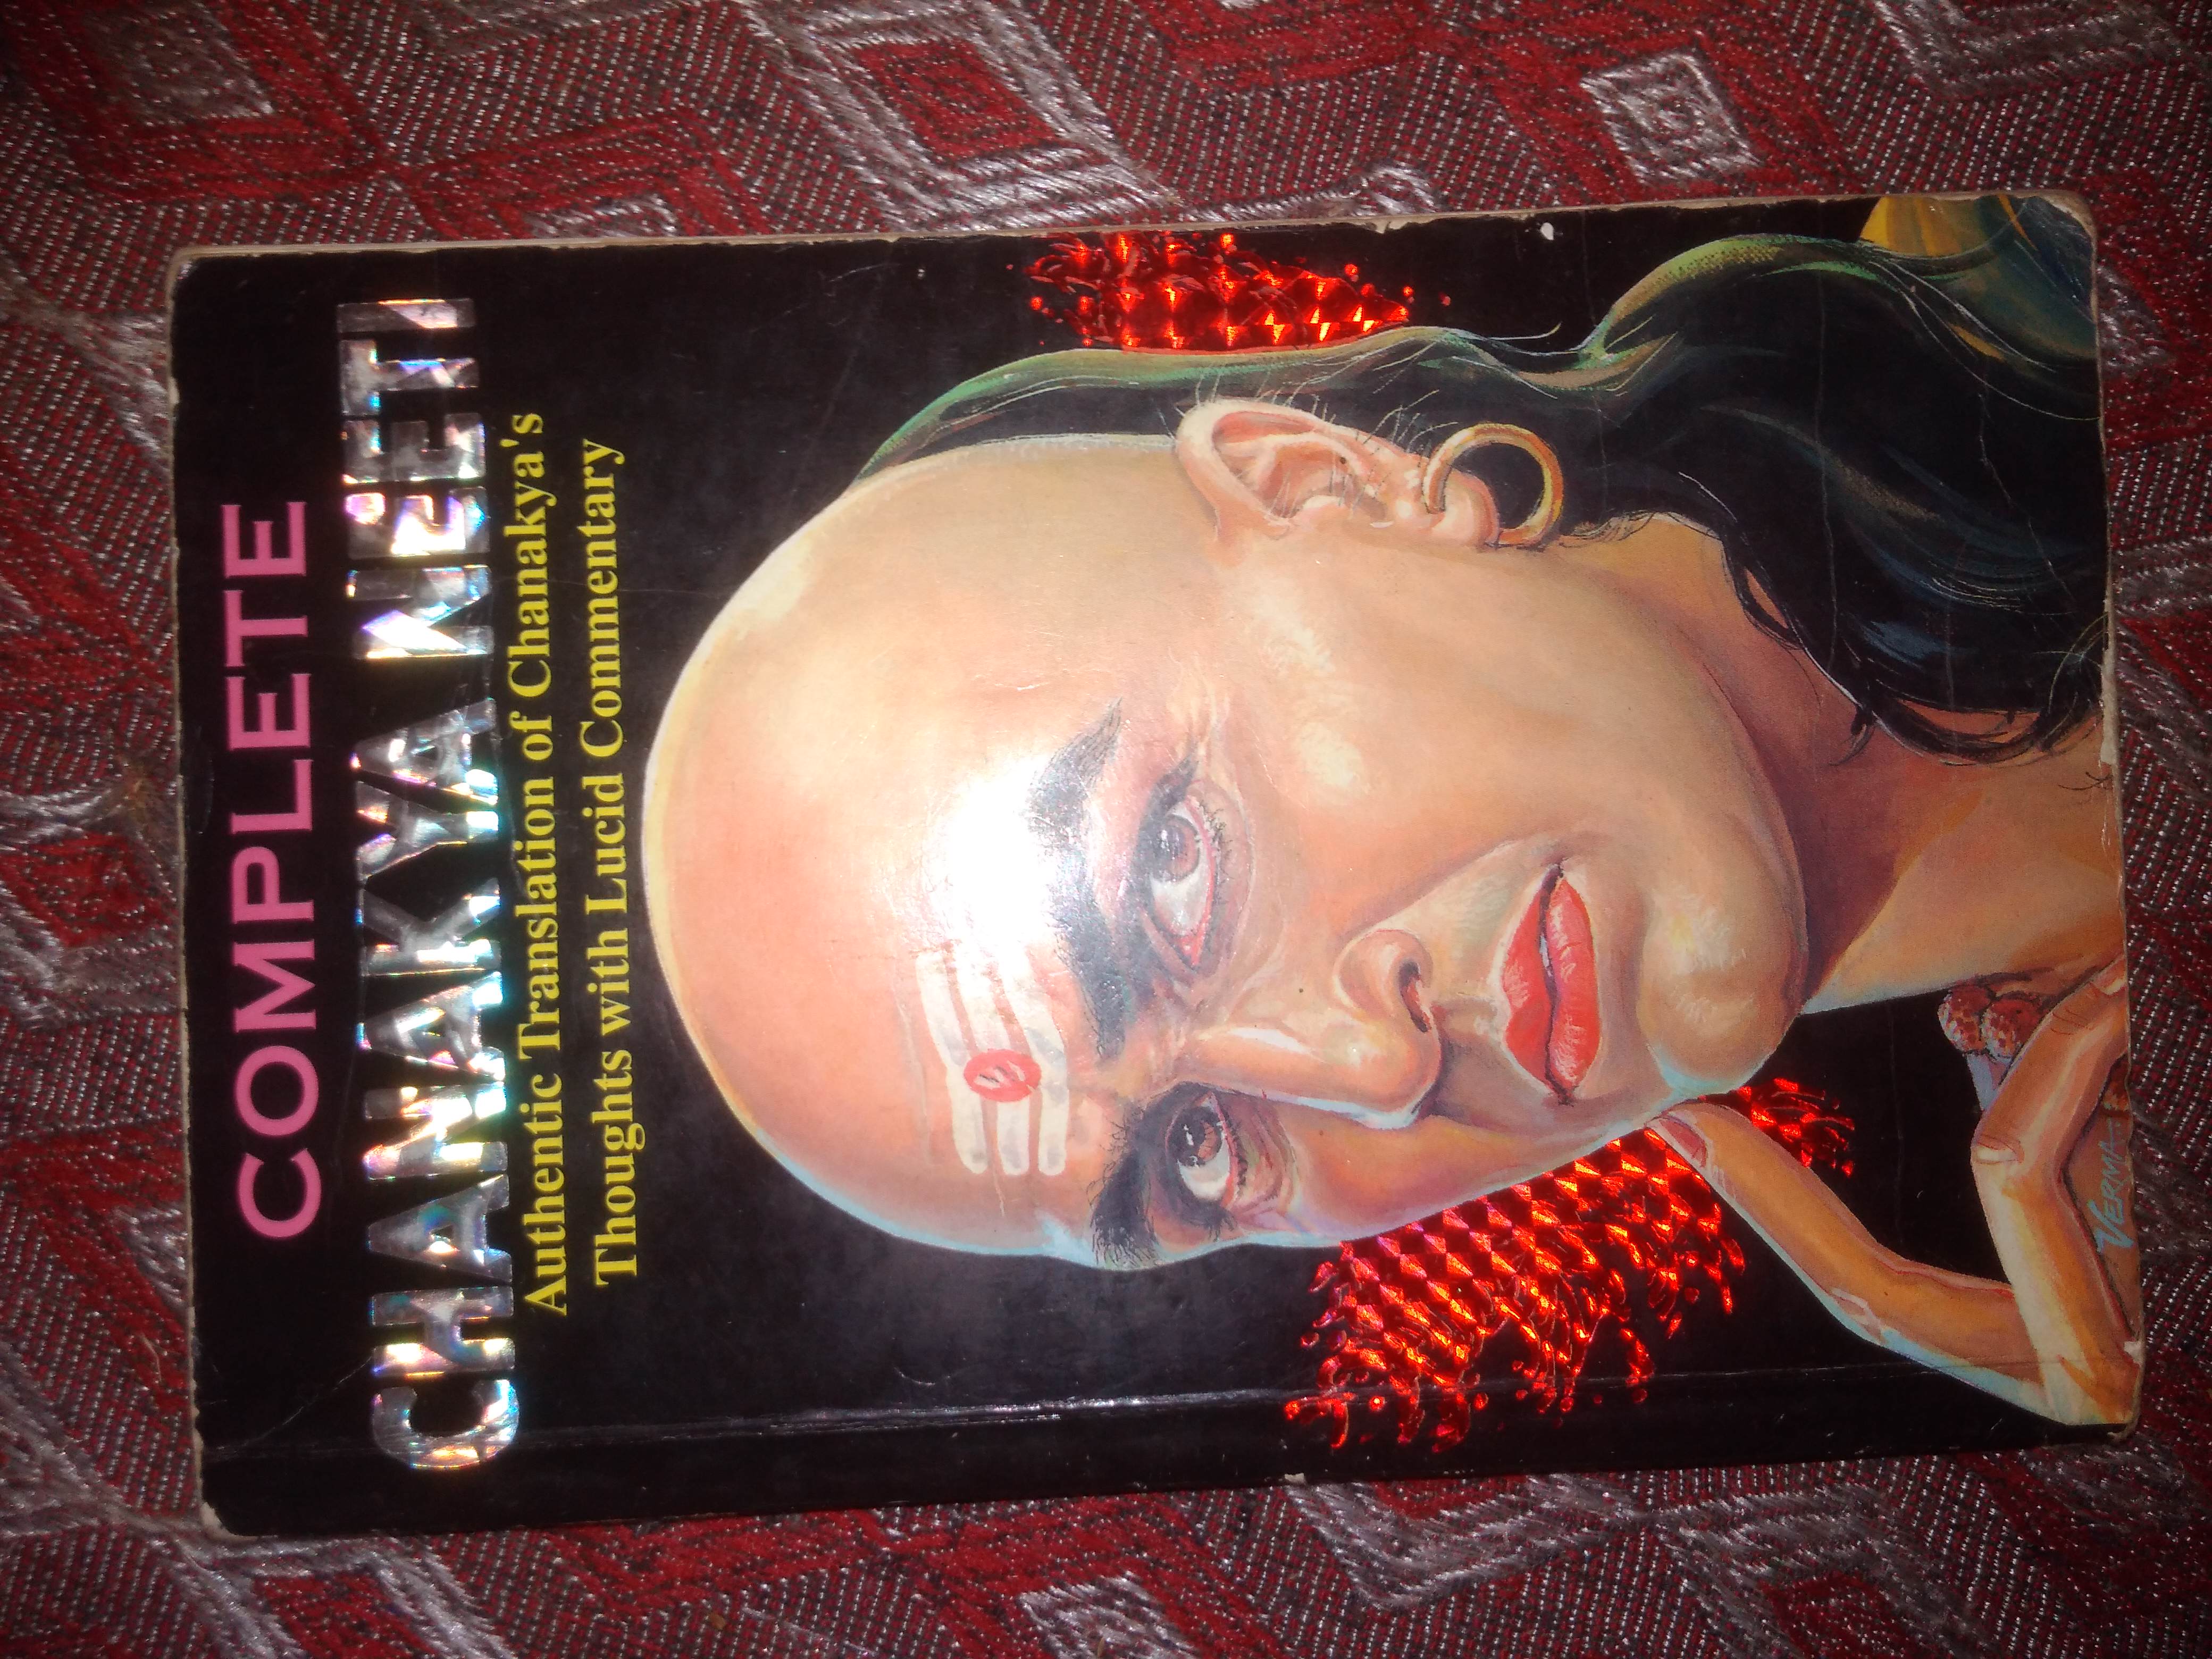 COMPLETE
CHANAKYA NEETI
Authentic Translation of Chanakya's
Thoughts with Lucid Commentary
VERMA